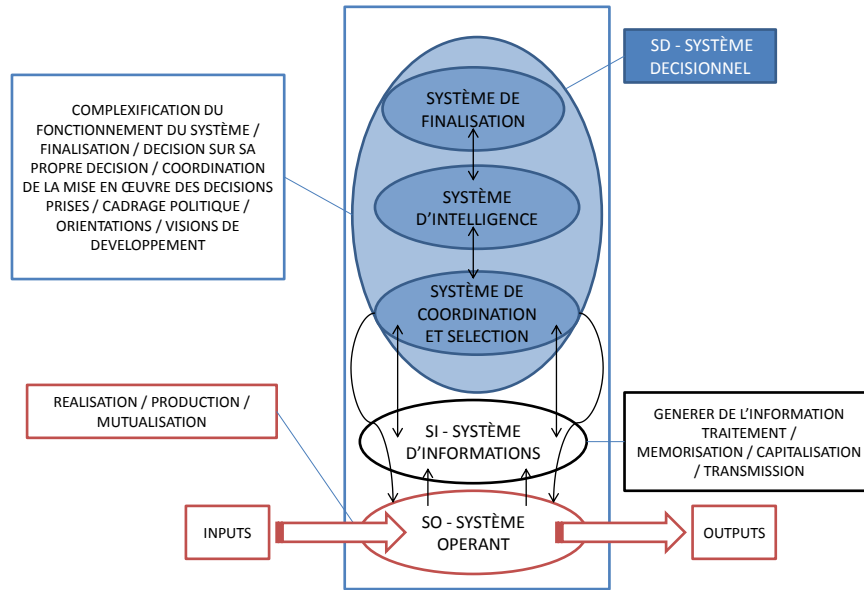 SD - SYSTÈME
DECISIONNEL
SYSTÈME DE
FINALISATION
COMPLEXIFICATION DU
FONCTIONNEMENT DU SYSTÈME /
FINALISATION / DECISION SUR SA
PROPRE DECISION / COORDINATION
DE LA MISE EN ŒUVRE DES DECISIONS
PRISES / CADRAGE POLITIQUE /
ORIENTATIONS / VISIONS DE
DEVELOPPEMENT
SYSTÈME
D'INTELLIGENCE
SYSTÈME DE
COORDINATION
ET SELECTION
REALISATION / PRODUCTION /
MUTUALISATION
SI - SYSTÈME
D'INFORMATIONS
GENERER DE L'INFORMATION
TRAITEMENT /
MEMORISATION / CAPITALISATION
/ TRANSMISSION
INPUTS
SO - SYSTÈME
OPERANT
OUTPUTS